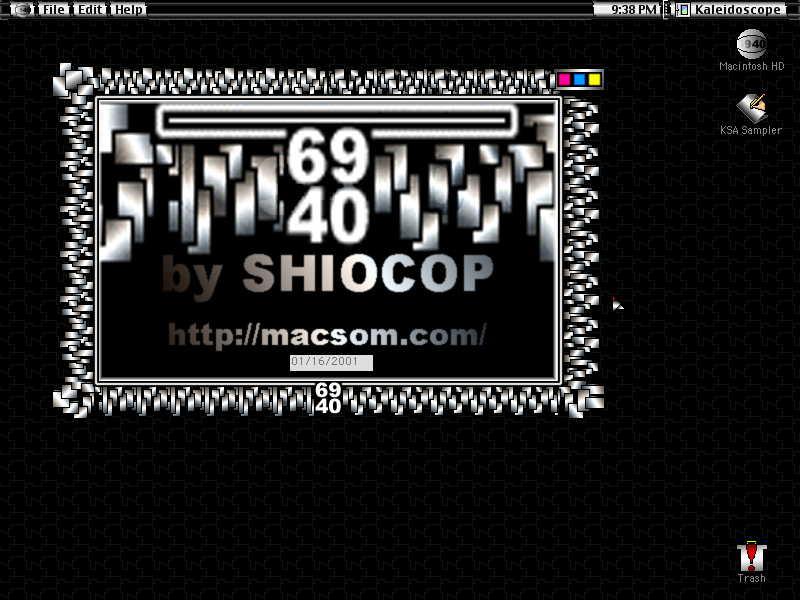 File Edit Help 9:38 PM Kaleidoscope
940
Macintosh HD
KSA Sampler
69
40
by SHIOCOP
http://macsom.com/
01/16/2001
69
40
Trash